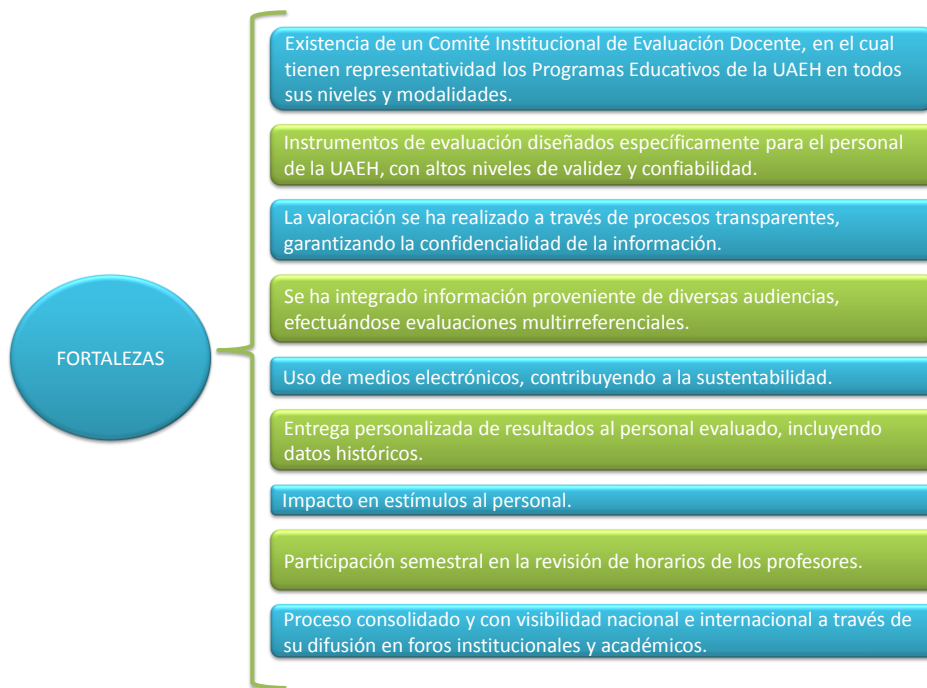 FORTALEZAS
Existencia de un Comité Institucional de Evaluación Docente, en el cual
tienen representatividad los Programas Educativos de la UAEH en todos
sus niveles y modalidades.
Instrumentos de evaluación diseñados específicamente para el personal
de la UAEH, con altos niveles de validez y confiabilidad.
La valoración se ha realizado a través de procesos transparentes,
garantizando la confidencialidad de la información.
Se ha integrado información proveniente de diversas audiencias,
efectuándose evaluaciones multirreferenciales.
Uso de medios electrónicos, contribuyendo a la sustentabilidad.
Entrega personalizada de resultados al personal evaluado, incluyendo
datos históricos.
Impacto en estímulos al personal.
Participación semestral en la revisión de horarios de los profesores.
Proceso consolidado y con visibilidad nacional e internacional a través de
su difusión en foros institucionales y académicos.